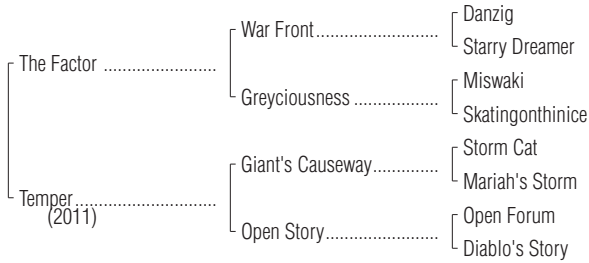 Danzig
War Front..........................
Starry Dreamer
The Factor ........................
Miswaki
Greyciousness ..................
Skatingonthinice
Storm Cat
Giant's Causeway..............
Mariah's Storm
Temper..............................
(2011)
Open Forum
Open Story........................
Diablo's Story